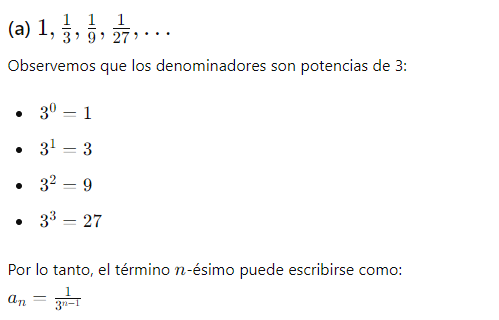 (a) $1, \frac{1}{3}, \frac{1}{9}, \frac{1}{27}, \ldots$
Observemos que los denominadores son potencias de 3:
• $3^0 = 1$
• $3^1 = 3$
• $3^2 = 9$
• $3^3 = 27$
Por lo tanto, el término $n$-ésimo puede escribirse como:
$a_n = \frac{1}{3^{n-1}}$